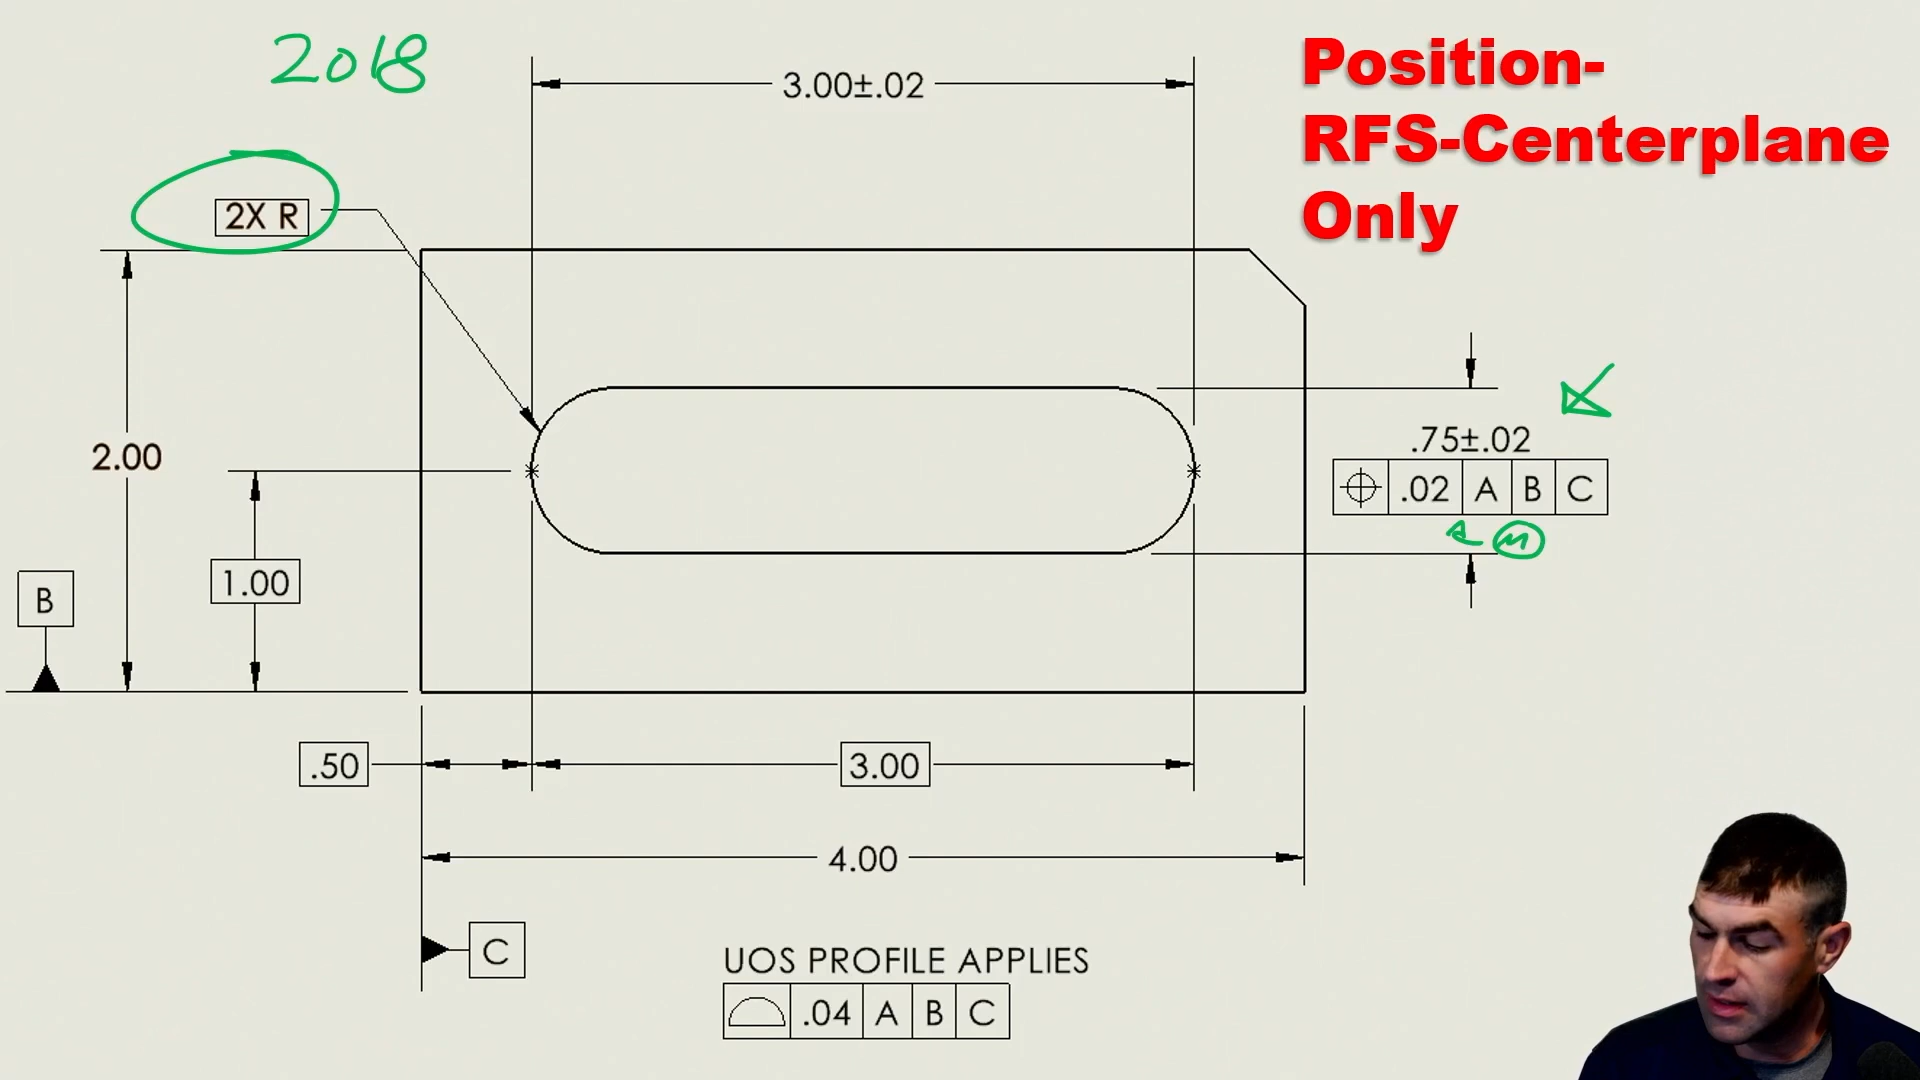 2018
3.00±.02
Position-
RFS-Centerplane
Only
2X R
.75±.02
2.00
⌖ .02 A B C
M
1.00
B
.50
3.00
4.00
C
UOS PROFILE APPLIES
⌓ .04 A B C